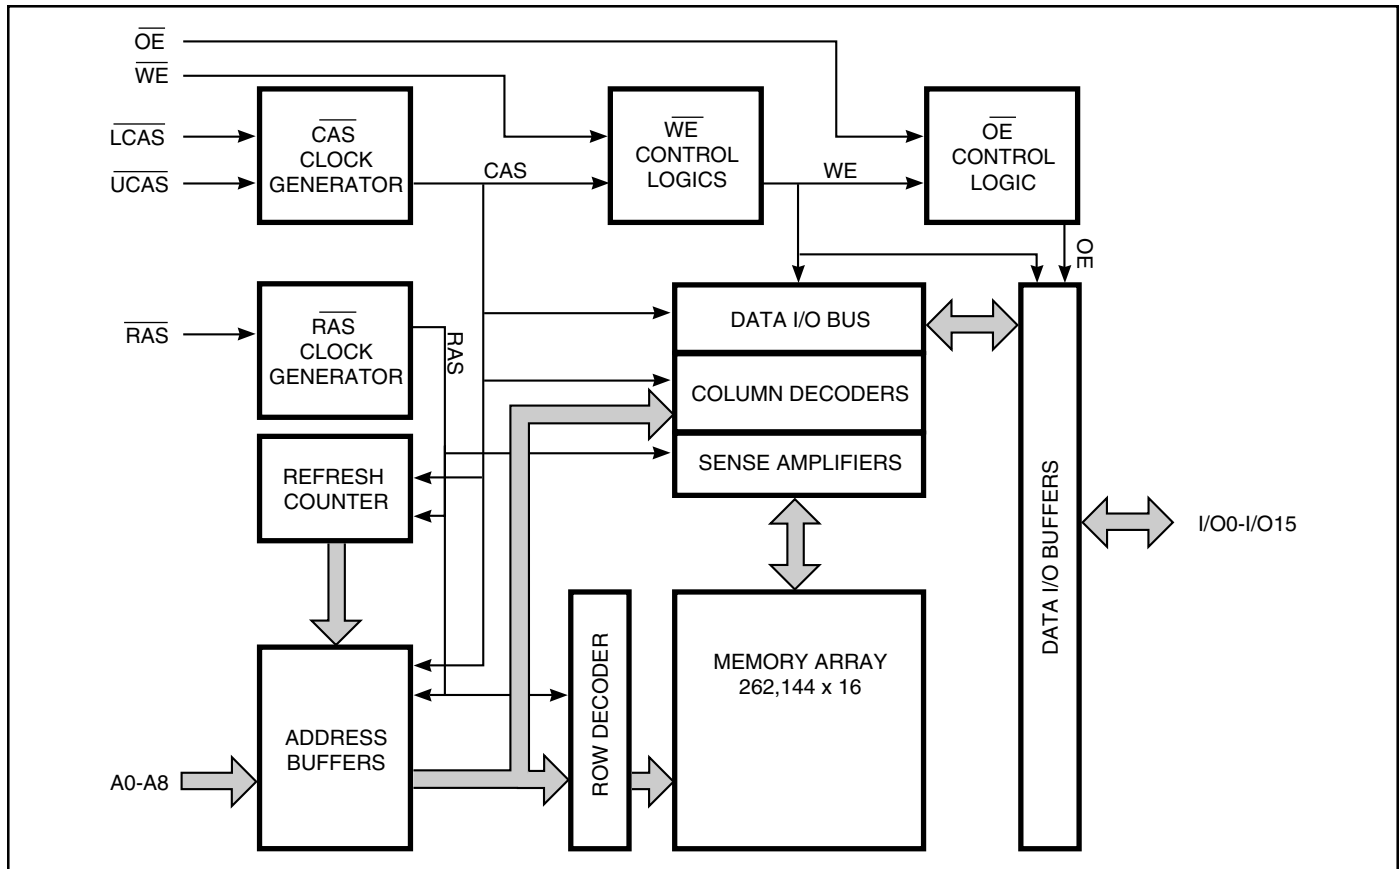 OE
WE
LCAS
UCAS
CAS
CLOCK
GENERATOR
CAS
WE
CONTROL
LOGICS
WE
OE
CONTROL
LOGIC
OE
RAS
RAS
CLOCK
GENERATOR
RAS
DATA I/O BUS
COLUMN DECODERS
SENSE AMPLIFIERS
REFRESH
COUNTER
DATA I/O BUFFERS
I/O0-I/O15
ROW DECODER
MEMORY ARRAY
262,144 x 16
ADDRESS
BUFFERS
A0-A8